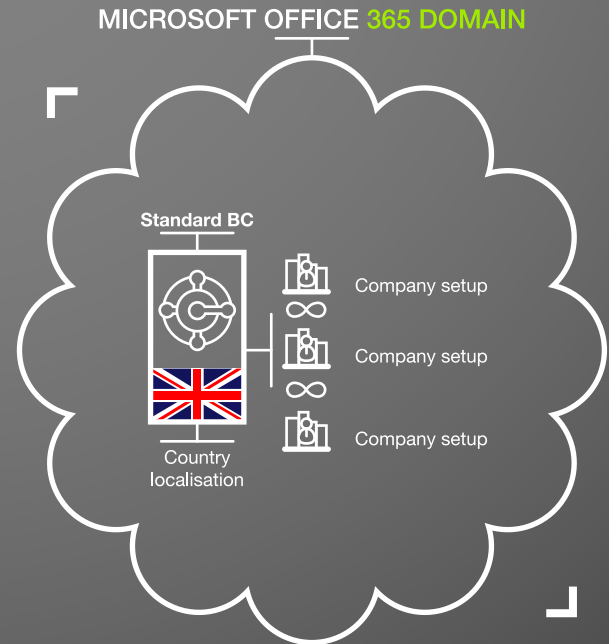 MICROSOFT OFFICE 365 DOMAIN
Standard BC
Company setup
Company setup
Company setup
Country
localisation